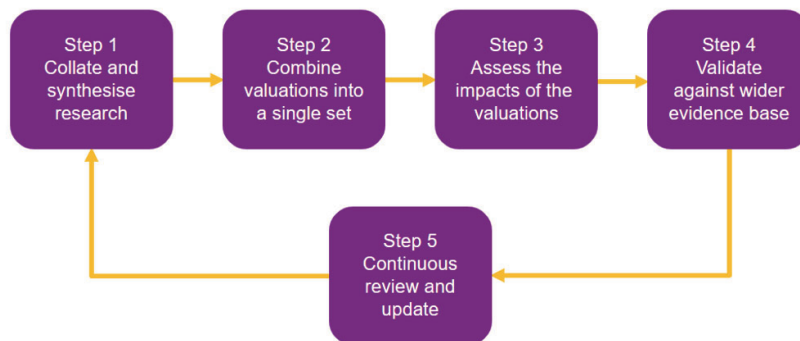 Step 1
Collate and
synthesise
research
Step 2
Combine
valuations into
a single set
Step 3
Assess the
impacts of the
valuations
Step 4
Validate
against wider
evidence base
Step 5
Continuous
review and
update